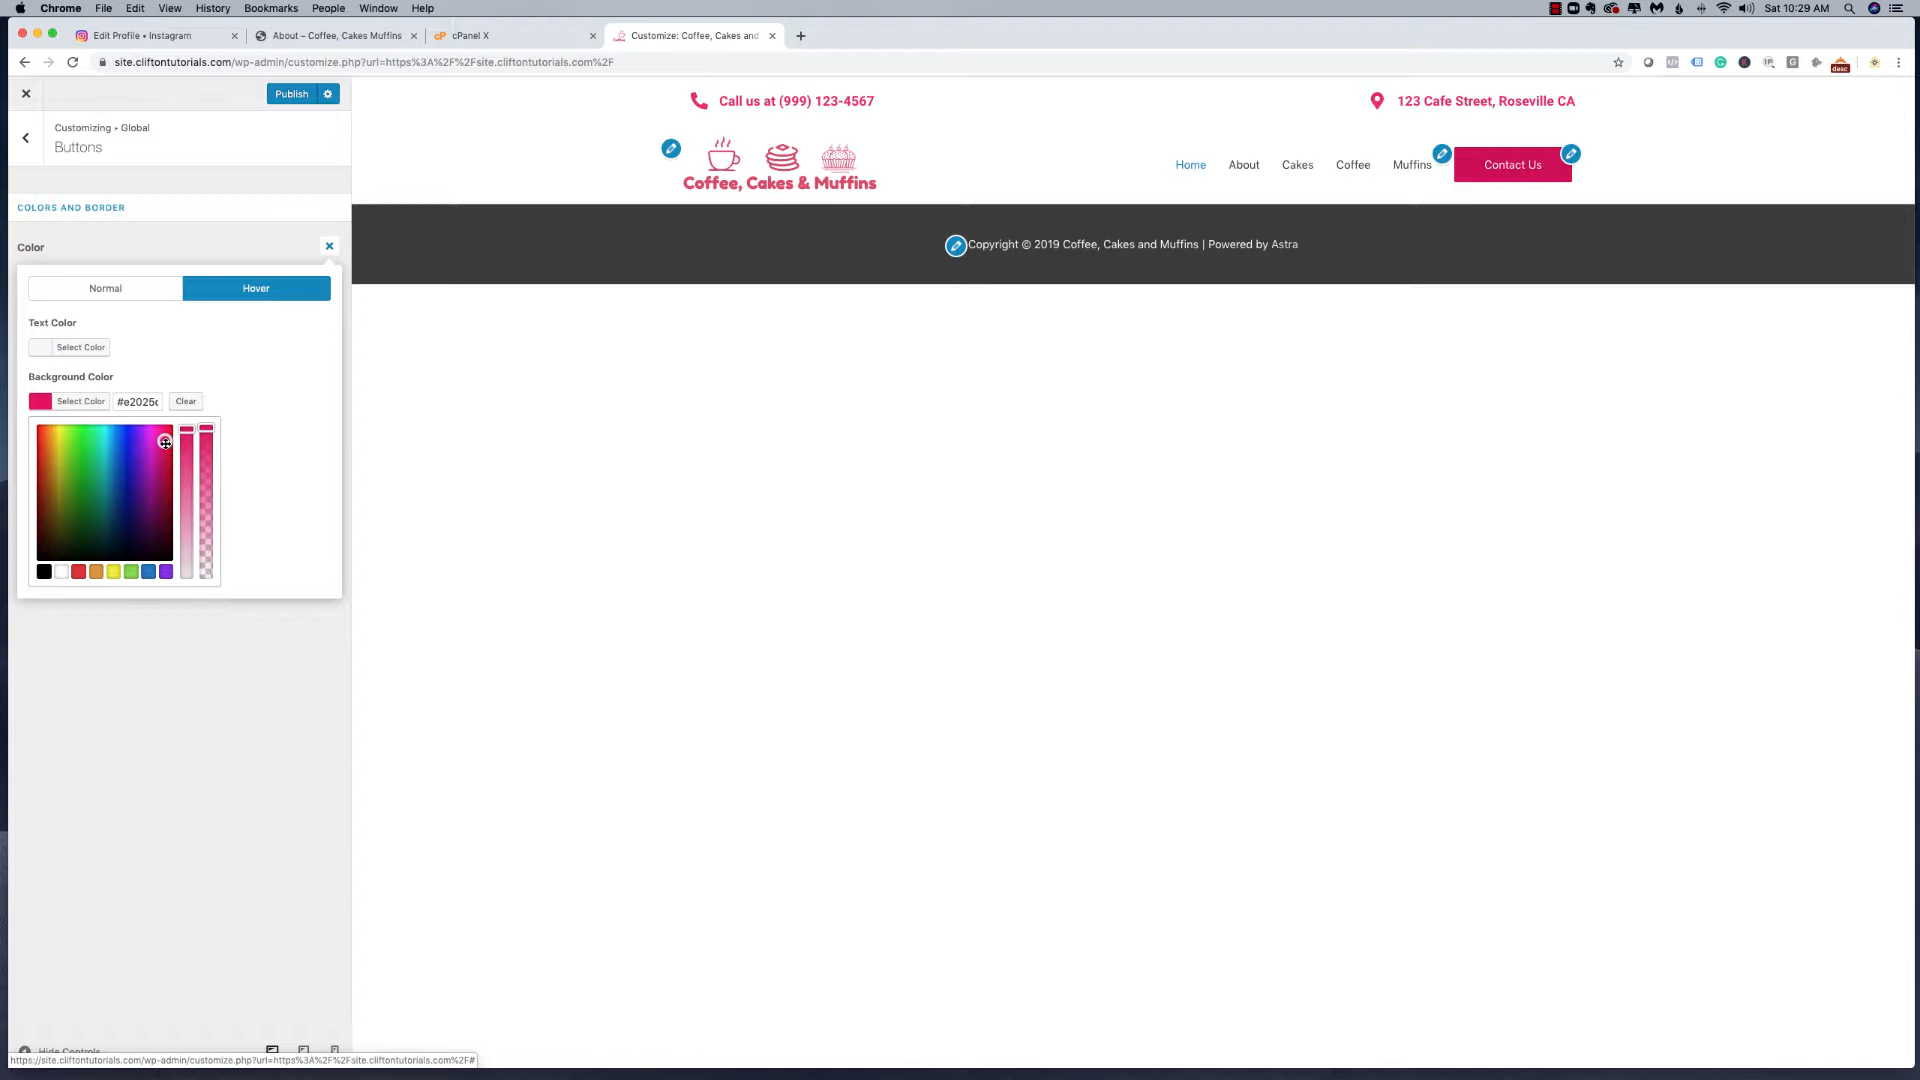 Chrome File Edit View History Bookmarks People Window Help
Sat 10:29 AM
Edit Profile • Instagram
About – Coffee, Cakes Muffins
cP cPanel X
Customize: Coffee, Cakes and
site.cliftontutorials.com/wp-admin/customize.php?url=https%3A%2F%2Fsite.cliftontutorials.com%2F
desc
Publish
Customizing • Global
Buttons
COLORS AND BORDER
Color
Normal
Hover
Text Color
Select Color
Background Color
Select Color
#e2025c
Clear
Call us at (999) 123-4567
123 Cafe Street, Roseville CA
Coffee, Cakes & Muffins
Home
About
Cakes
Coffee
Muffins
Contact Us
Copyright © 2019 Coffee, Cakes and Muffins | Powered by Astra
Hide Controls
https://site.cliftontutorials.com/wp-admin/customize.php?url=https%3A%2F%2Fsite.cliftontutorials.com%2F#